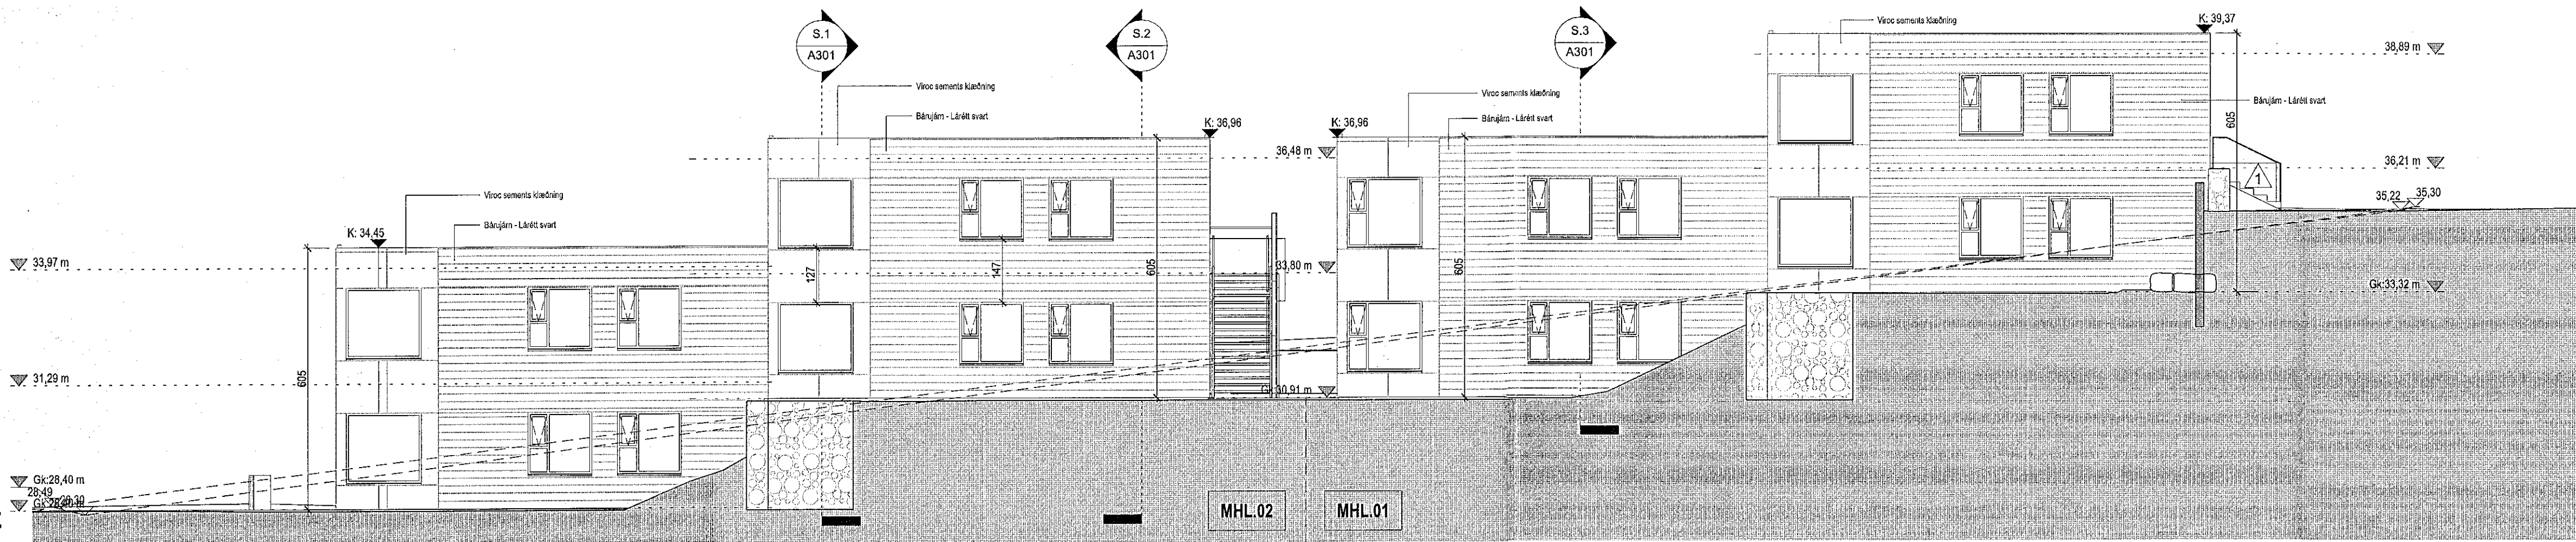 S.1
A301
S.2
A301
S.3
A301
Viroc sements klæðning
K: 39,37
38,89 m
Viroc sements klæðning
Viroc sements klæðning
Bárujárn - Lárétt svart
605
Bárujárn - Lárétt svart
Bárujárn - Lárétt svart
K: 36,96
K: 36,96
36,48 m
36,21 m
1
Viroc sements klæðning
35,22
35,30
Bárujárn - Lárétt svart
K: 34,45
33,97 m
127
147
605
33,80 m
605
Gk:33,32 m
31,29 m
605
Gk:30,91 m
Gk:28,40 m
28,49
MHL.02
MHL.01